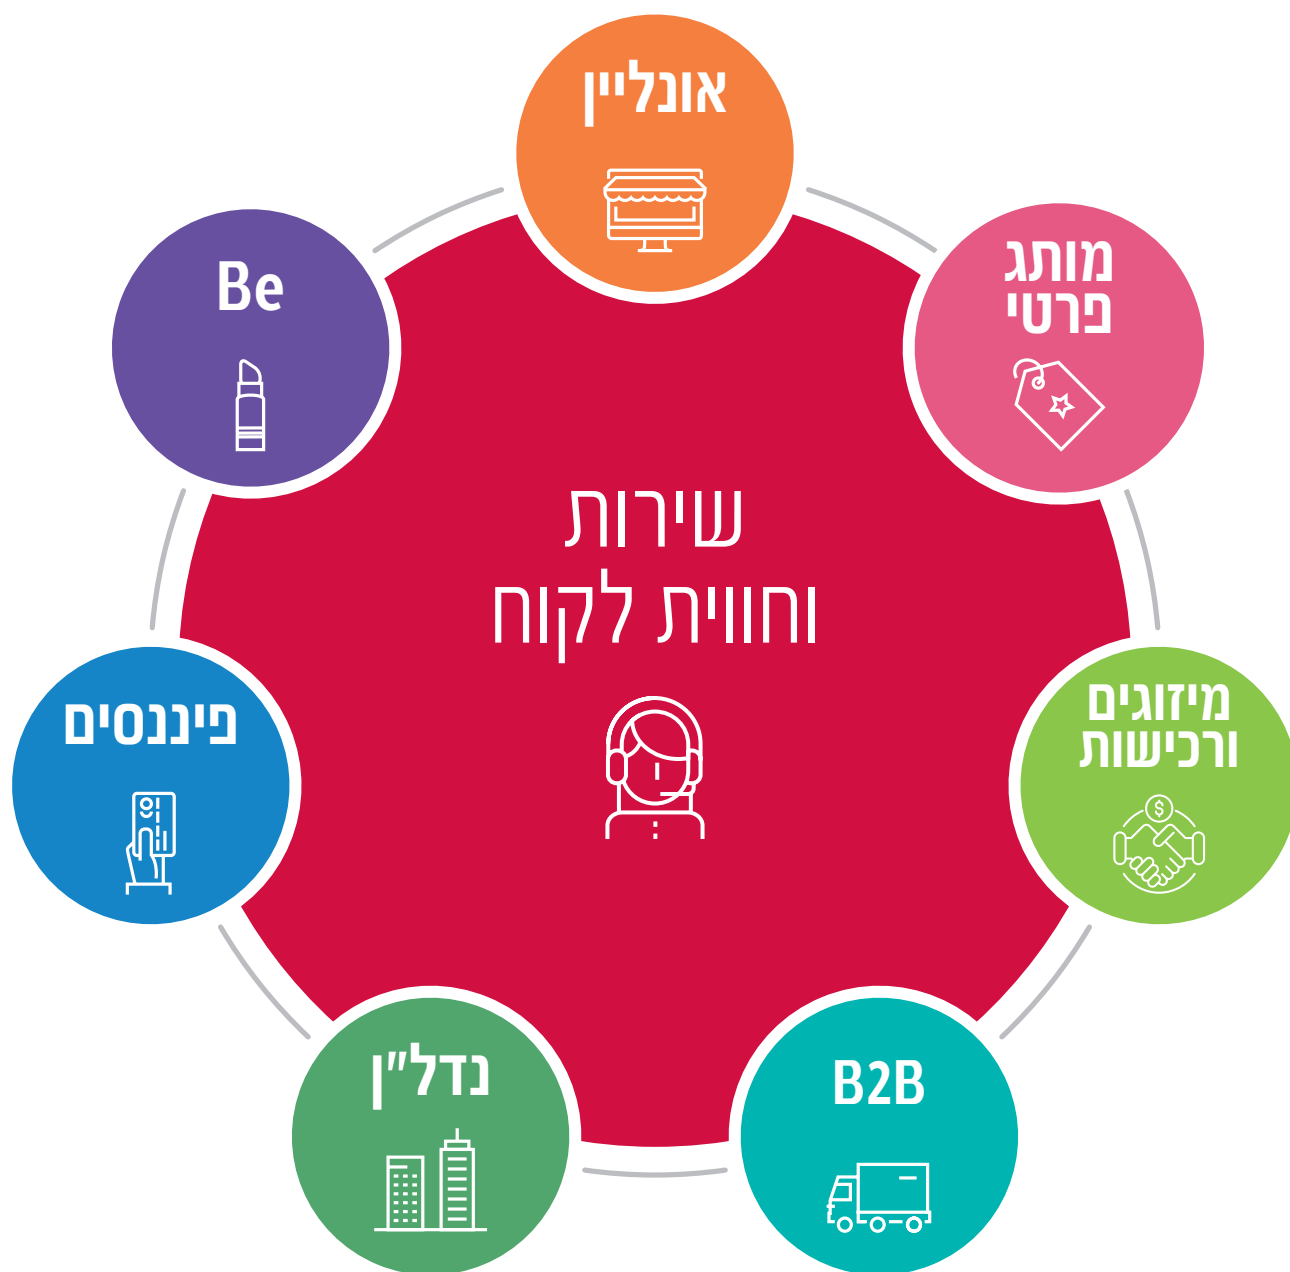 אונליין
מותג
פרטי
מיזוגים
ורכישות
B2B
נדל"ן
פיננסים
Be
שירות
וחווית לקוח
$